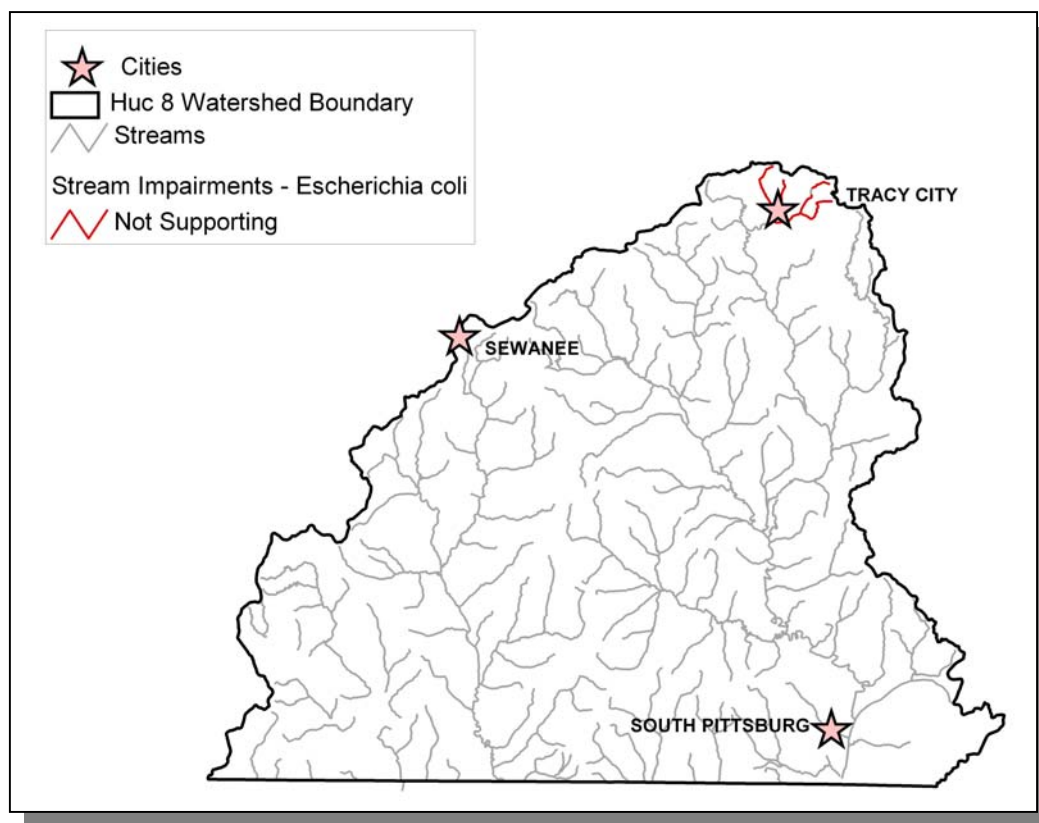 Cities
Huc 8 Watershed Boundary
Streams
Stream Impairments - Escherichia coli
Not Supporting
TRACY CITY
SEWANEE
SOUTH PITTSBURG